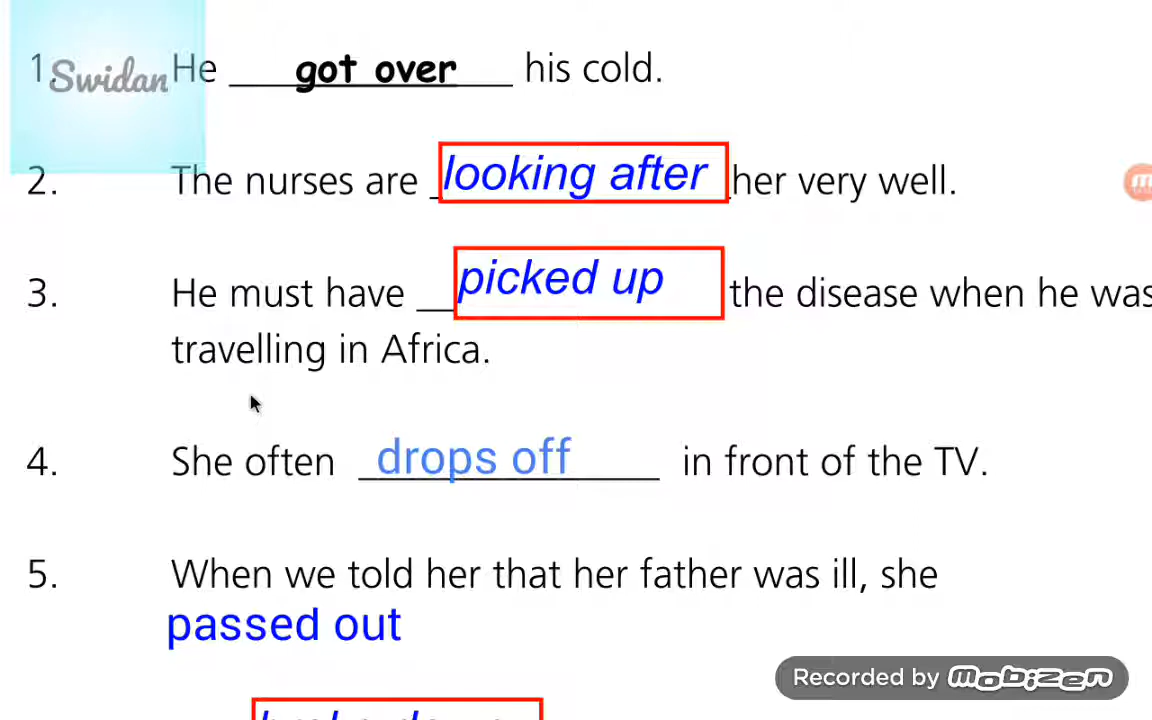 1. He got over his cold.
Swidan
2. The nurses are looking after her very well.
3. He must have picked up the disease when he was
travelling in Africa.
4. She often drops off in front of the TV.
5. When we told her that her father was ill, she
passed out
Recorded by mobizen